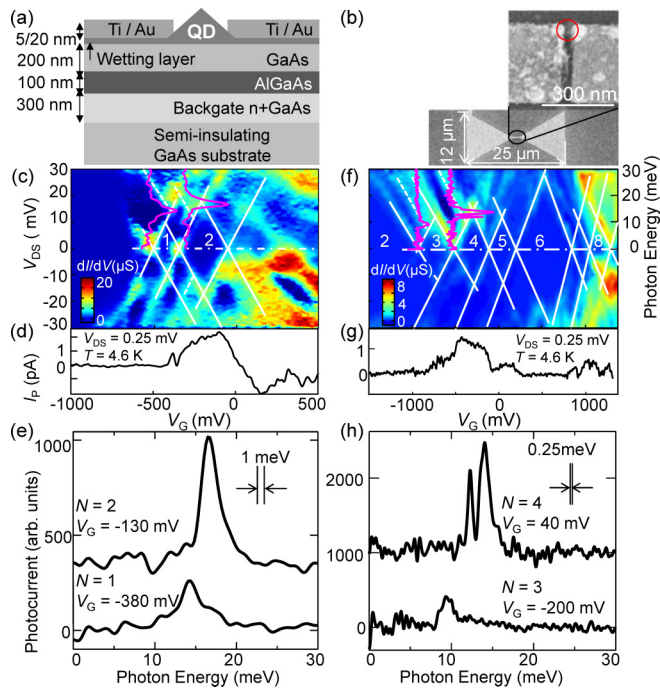 (a)
Ti / Au
QD
Ti / Au
5/20 nm
Wetting layer
GaAs
200 nm
100 nm
AlGaAs
300 nm
Backgate n+GaAs
Semi-insulating
GaAs substrate
(b)
300 nm
12 μm
25 μm
(c)
30
20
10
0
-10
-20
-30
V_DS (mV)
1
2
dI/dV(μS)
20
0
(f)
2
3
4
5
6
8
dI/dV(μS)
8
0
30
20
10
0
Photon Energy (meV)
(d)
V_DS = 0.25 mV
T = 4.6 K
1
0
I_P (pA)
-1000
-500
0
500
V_G (mV)
(g)
V_DS = 0.25 mV
T = 4.6 K
1
0
-1000
0
1000
V_G (mV)
(e)
1000
500
0
Photocurrent (arb. units)
1 meV
N = 2
V_G = -130 mV
N = 1
V_G = -380 mV
0
10
20
30
Photon Energy (meV)
(h)
2000
1000
0
0.25meV
N = 4
V_G = 40 mV
N = 3
V_G = -200 mV
0
10
20
30
Photon Energy (meV)